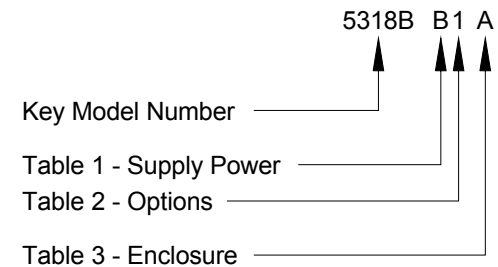 5318B B1 A
Key Model Number
Table 1 - Supply Power
Table 2 - Options
Table 3 - Enclosure